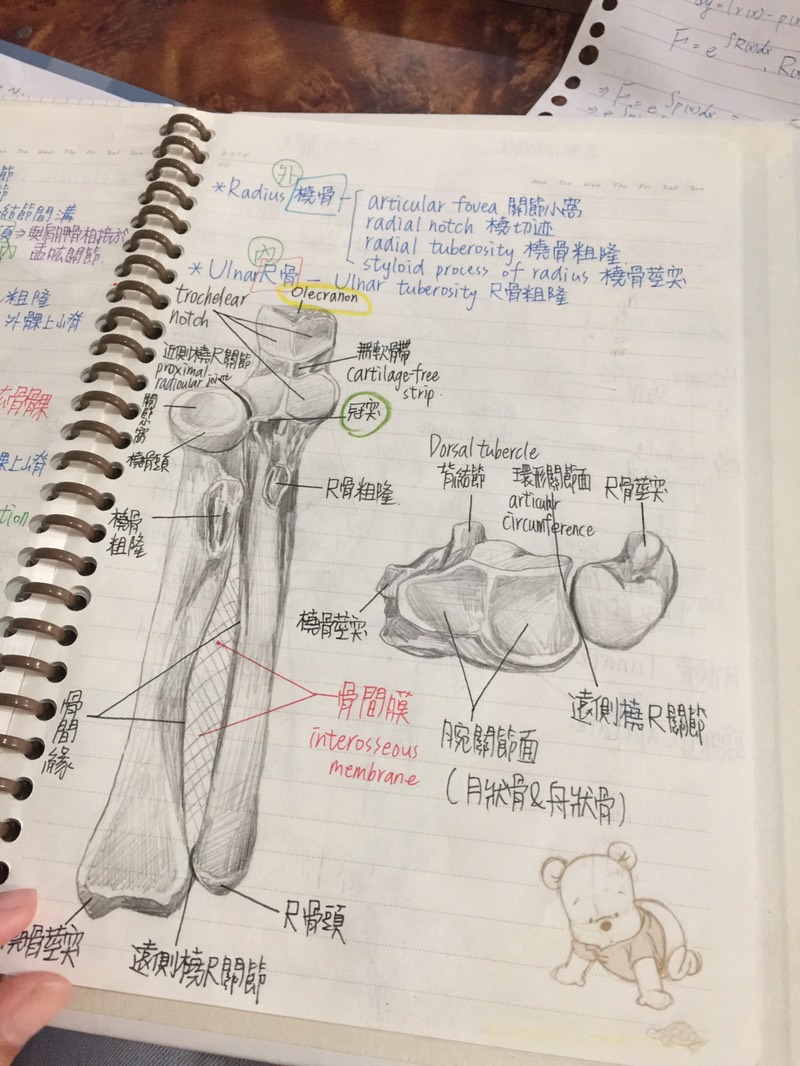 節
結節間溝
⇒與肩胛骨相接於
內 盂肱關節
粗隆
外髁上小脊
骨髁
髁上小脊
tion
外
*Radius 橈骨
articular fovea 關節小窩
radial notch 橈切迹
radial tuberosity 橈骨粗隆
styloid process of radius 橈骨莖突
內
*Ulnar 尺骨 — Ulnar tuberosity 尺骨粗隆
Olecranon
trochelear
notch
無軟骨帶
cartilage-free
strip
近側橈尺關節
proximal
radioular joint
關節小窩
冠突
橈骨頭
尺骨粗隆
橈骨
粗隆
骨間緣
骨間膜
interosseous
membrane
橈骨莖突
遠側橈尺關節
尺骨頭
Dorsal tubercle
背結節
環形關節面
articular
circumference
尺骨莖突
橈骨莖突
遠側橈尺關節
腕關節面
(月狀骨&舟狀骨)